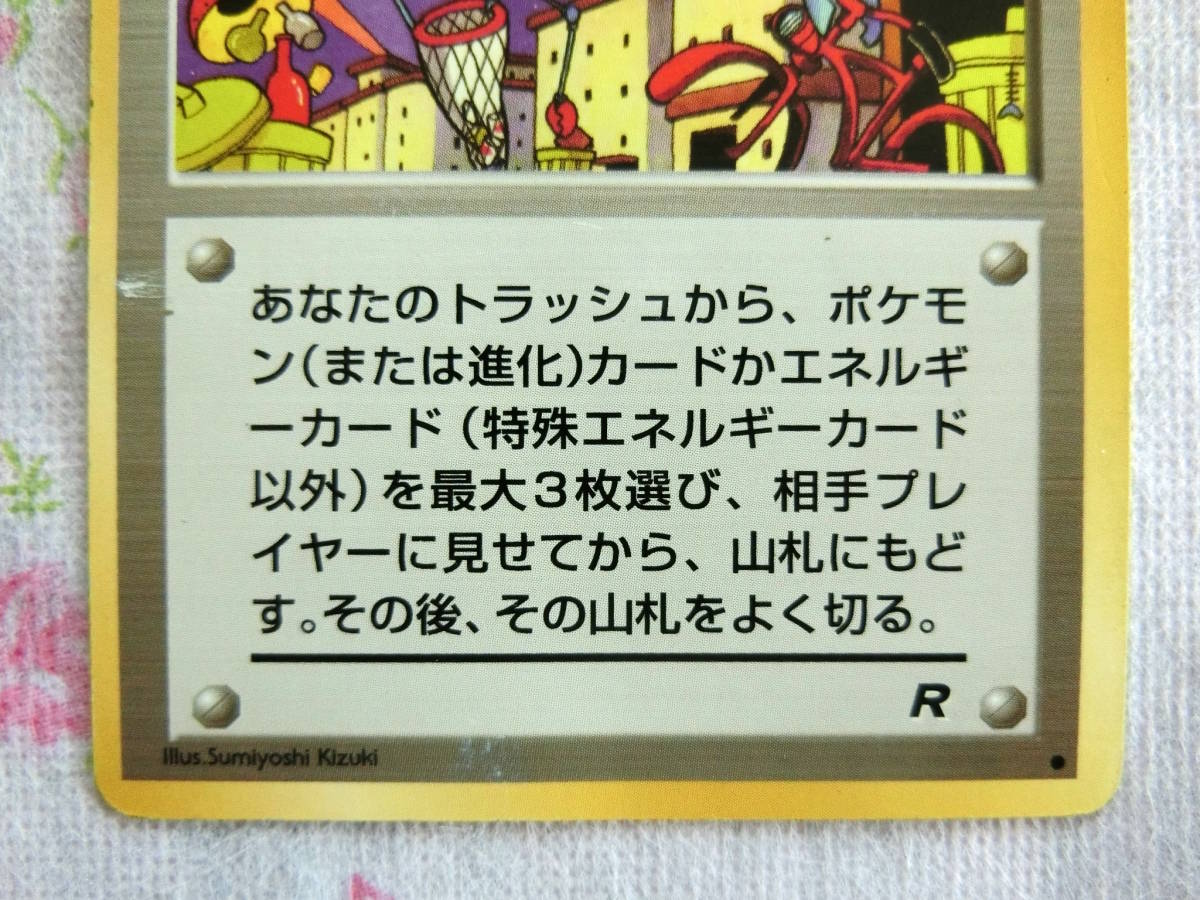 あなたのトラッシュから、ポケモ
ン(または進化)カードかエネルギ
ーカード(特殊エネルギーカード
以外)を最大3枚選び、相手プレ
イヤーに見せてから、山札にもど
す。その後、その山札をよく切る。
R
Illus.Sumiyoshi Kizuki